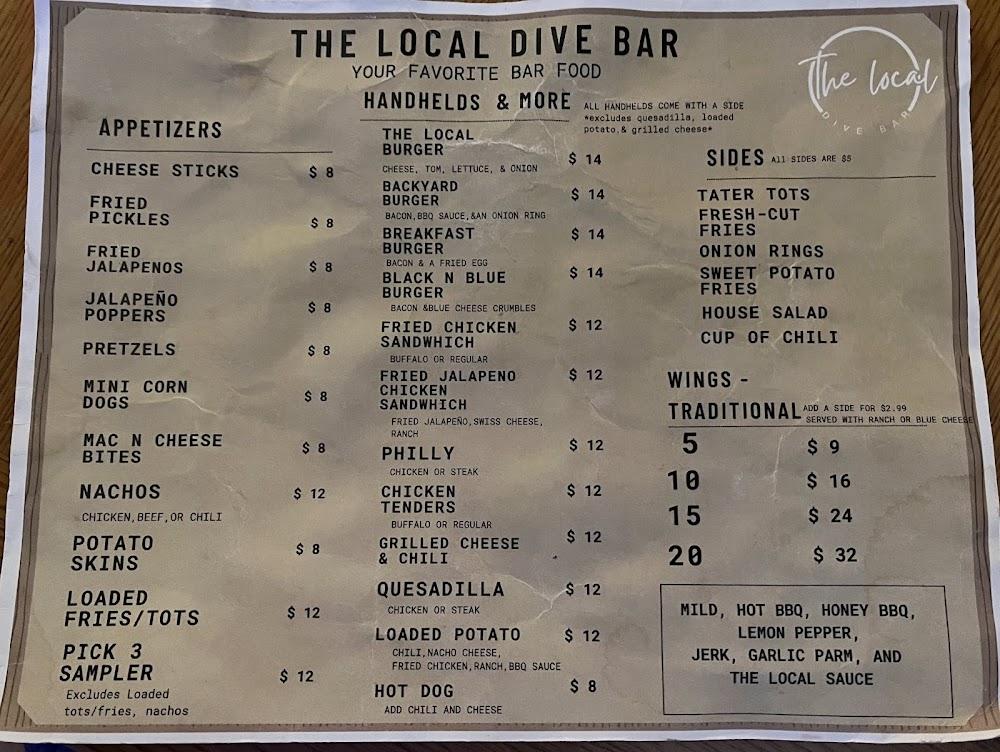 THE LOCAL DIVE BAR
YOUR FAVORITE BAR FOOD
The local
DIVE BAR
APPETIZERS
CHEESE STICKS $ 8
FRIED
PICKLES $ 8
FRIED
JALAPENOS $ 8
JALAPEÑO
POPPERS $ 8
PRETZELS $ 8
MINI CORN
DOGS $ 8
MAC N CHEESE
BITES $ 8
NACHOS $ 12
CHICKEN,BEEF,OR CHILI
POTATO
SKINS $ 8
LOADED
FRIES/TOTS $ 12
PICK 3
SAMPLER $ 12
Excludes Loaded
tots/fries, nachos
HANDHELDS & MORE
ALL HANDHELDS COME WITH A SIDE
*excludes quesadilla, loaded
potato,& grilled cheese*
THE LOCAL
BURGER $ 14
CHEESE, TOM, LETTUCE, & ONION
BACKYARD
BURGER $ 14
BACON,BBQ SAUCE,&AN ONION RING
BREAKFAST
BURGER $ 14
BACON & A FRIED EGG
BLACK N BLUE
BURGER $ 14
BACON &BLUE CHEESE CRUMBLES
FRIED CHICKEN
SANDWHICH $ 12
BUFFALO OR REGULAR
FRIED JALAPENO
CHICKEN
SANDWHICH $ 12
FRIED JALAPEÑO,SWISS CHEESE,
RANCH
PHILLY $ 12
CHICKEN OR STEAK
CHICKEN
TENDERS $ 12
BUFFALO OR REGULAR
GRILLED CHEESE
& CHILI $ 12
QUESADILLA $ 12
CHICKEN OR STEAK
LOADED POTATO $ 12
CHILI,NACHO CHEESE,
FRIED CHICKEN,RANCH,BBQ SAUCE
HOT DOG $ 8
ADD CHILI AND CHEESE
SIDES All SIDES ARE $5
TATER TOTS
FRESH-CUT
FRIES
ONION RINGS
SWEET POTATO
FRIES
HOUSE SALAD
CUP OF CHILI
WINGS -
TRADITIONAL
ADD A SIDE FOR $2.99
SERVED WITH RANCH OR BLUE CHEESE
5 $ 9
10 $ 16
15 $ 24
20 $ 32
MILD, HOT BBQ, HONEY BBQ,
LEMON PEPPER,
JERK, GARLIC PARM, AND
THE LOCAL SAUCE